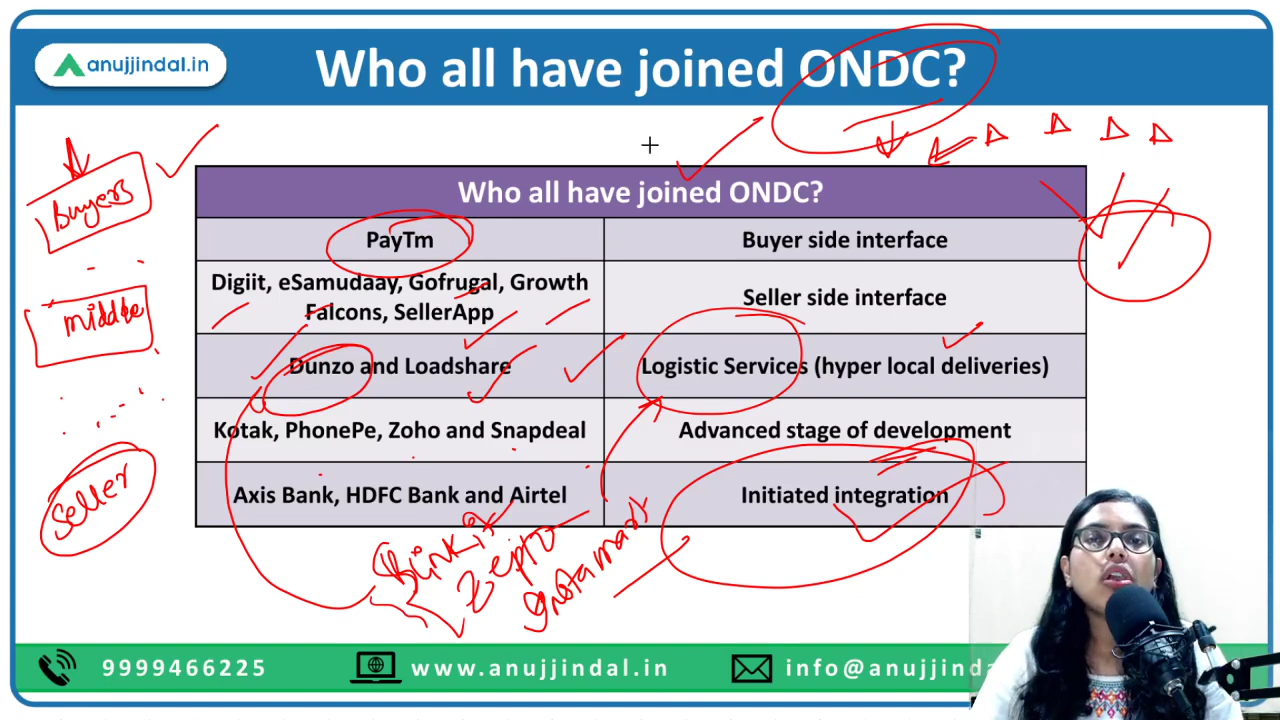 anujjindal.in
Who all have joined ONDC?
Who all have joined ONDC?
PayTm
Buyer side interface
Digiit, eSamudaay, Gofrugal, Growth
Falcons, SellerApp
Seller side interface
Dunzo and Loadshare
Logistic Services (hyper local deliveries)
Kotak, PhonePe, Zoho and Snapdeal
Advanced stage of development
Axis Bank, HDFC Bank and Airtel
Initiated integration
Buyers
middle
Seller
Blinkit
Zepto
Instamart
9999466225
www.anujjindal.in
info@anujjinda